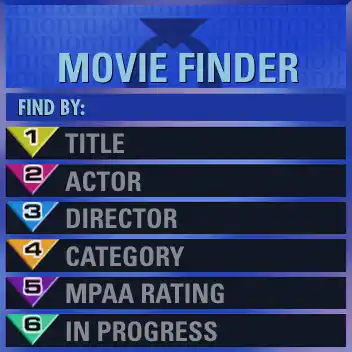 MOVIE FINDER
FIND BY:
1 TITLE
2 ACTOR
3 DIRECTOR
4 CATEGORY
5 MPAA RATING
6 IN PROGRESS